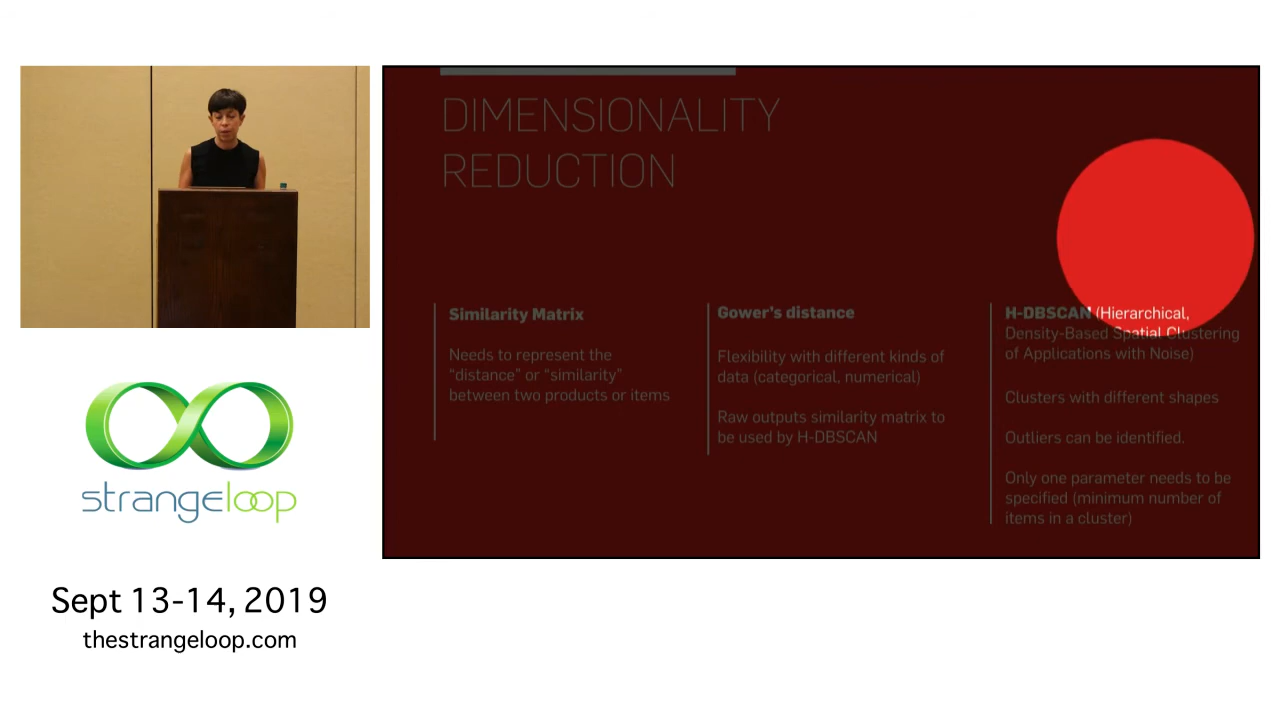 DIMENSIONALITY
REDUCTION
Similarity Matrix
Needs to represent the
“distance” or “similarity”
between two products or items
Gower's distance
Flexibility with different kinds of
data (categorical, numerical)
Raw outputs similarity matrix to
be used by H-DBSCAN
H-DBSCAN (Hierarchical,
Density-Based Spatial Clustering
of Applications with Noise)
Clusters with different shapes
Outliers can be identified.
Only one parameter needs to be
specified (minimum number of
items in a cluster)
strangeloop
Sept 13-14, 2019
thestrangeloop.com